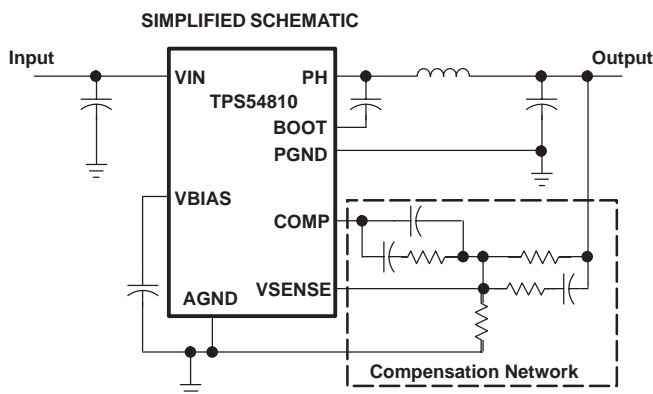 SIMPLIFIED SCHEMATIC
Input
Output
VIN
PH
TPS54810
BOOT
PGND
VBIAS
COMP
VSENSE
AGND
Compensation Network